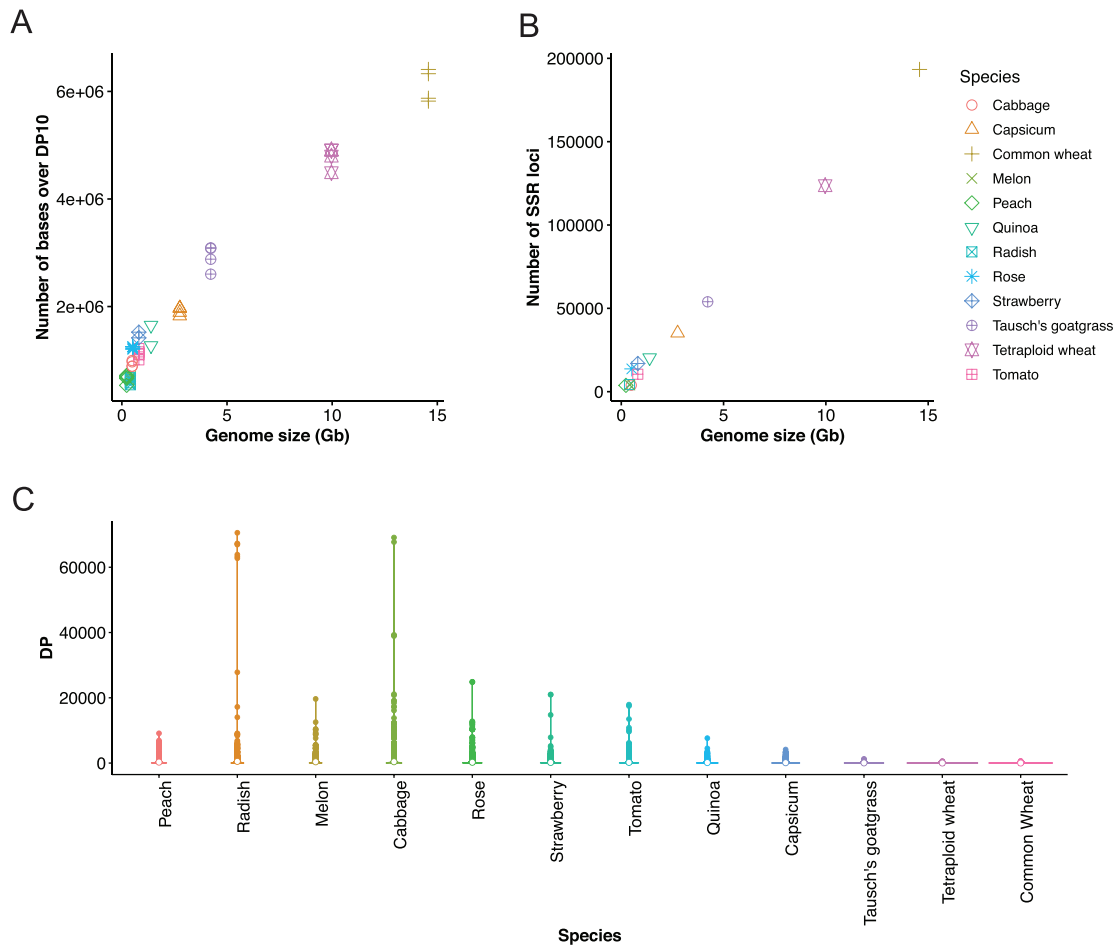 A
Number of bases over DP10
6e+06
4e+06
2e+06
0
5
10
15
Genome size (Gb)
B
Number of SSR loci
200000
150000
100000
50000
0
0
5
10
15
Genome size (Gb)
Species
Cabbage
Capsicum
Common wheat
Melon
Peach
Quinoa
Radish
Rose
Strawberry
Tausch's goatgrass
Tetraploid wheat
Tomato
C
DP
60000
40000
20000
0
Peach
Radish
Melon
Cabbage
Rose
Strawberry
Tomato
Quinoa
Capsicum
Tausch's goatgrass
Tetraploid wheat
Common Wheat
Species